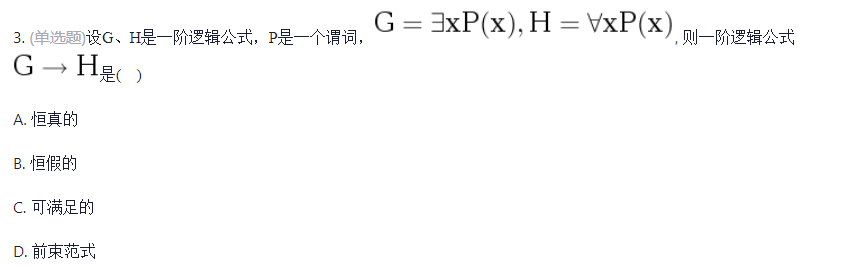 3. (单选题)设G、H是一阶逻辑公式，P是一个谓词，G = ∃xP(x), H = ∀xP(x), 则一阶逻辑公式
G → H是(   )
A. 恒真的
B. 恒假的
C. 可满足的
D. 前束范式